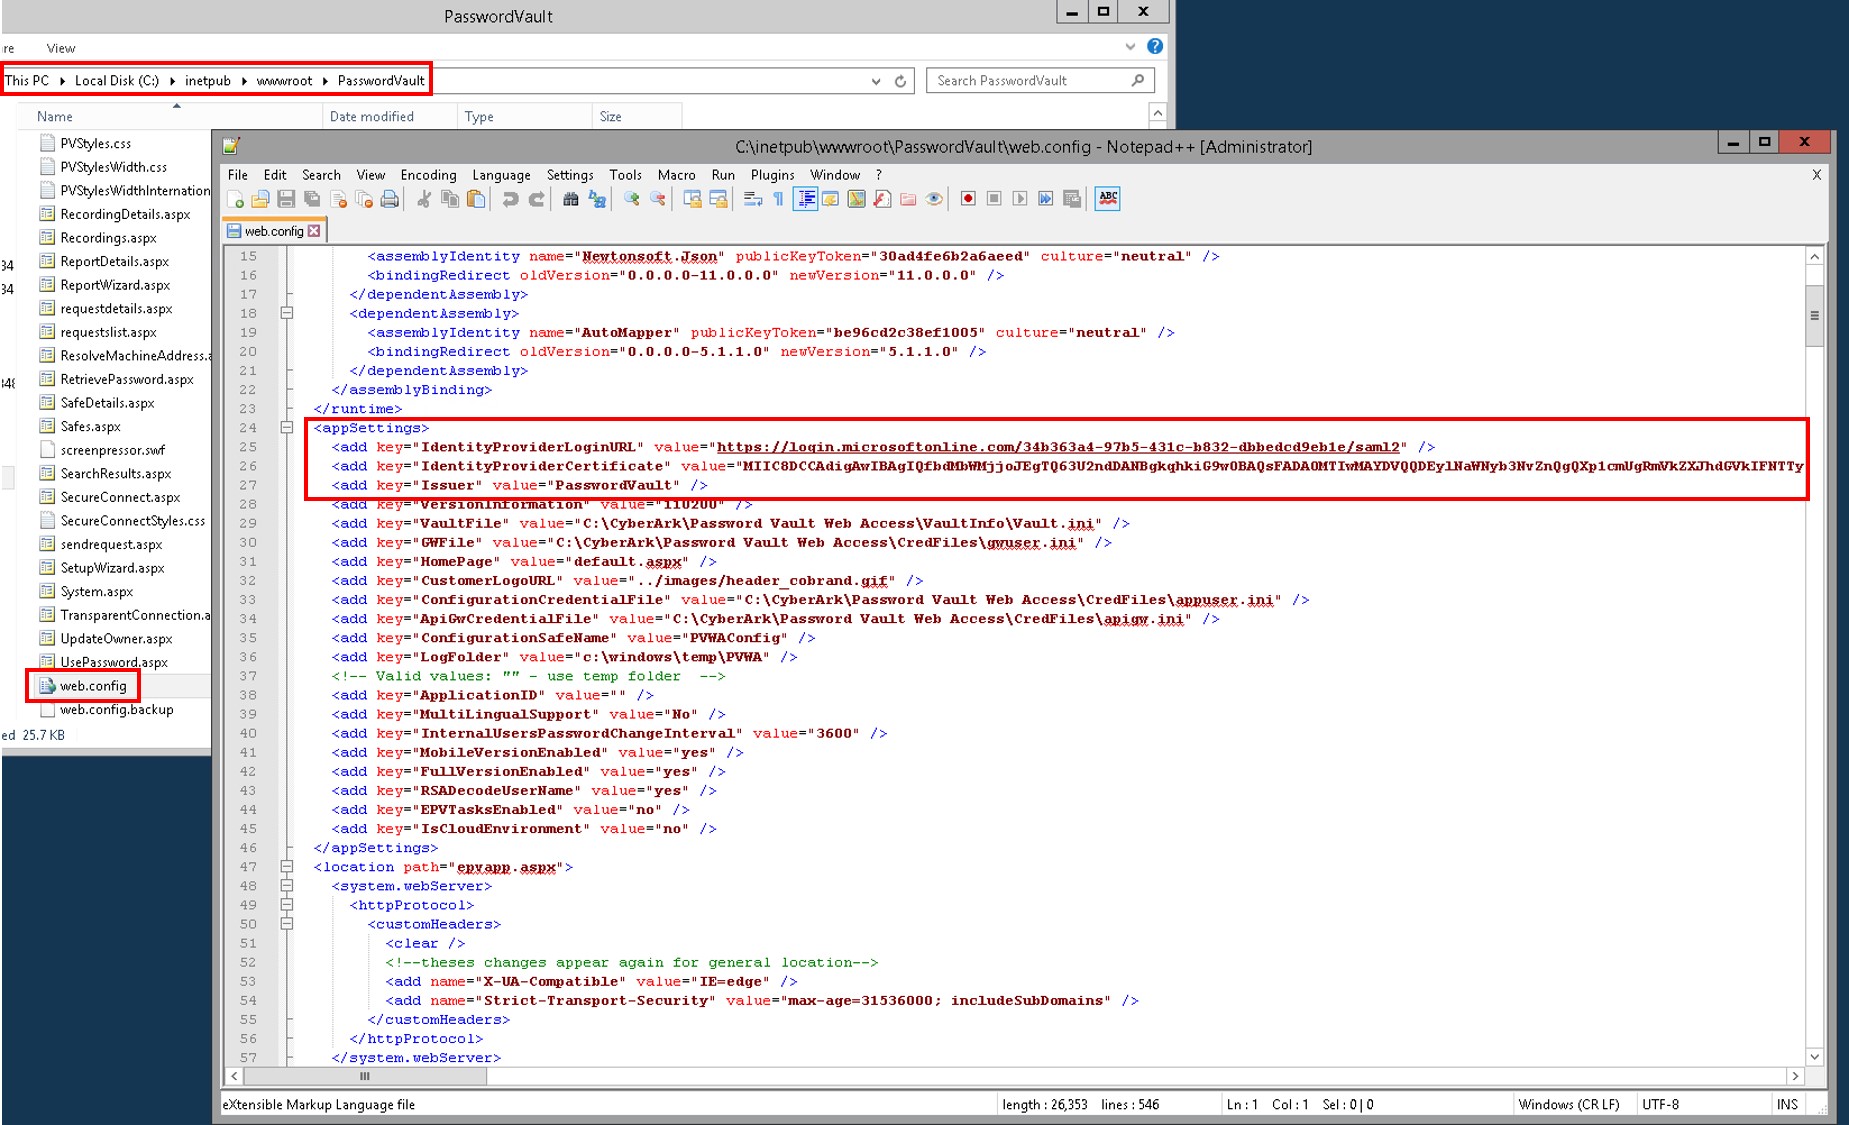 PasswordVault
re View
This PC Local Disk (C:) inetpub wwwroot PasswordVault
Search PasswordVault
Name Date modified Type Size
PVStyles.css
PVStylesWidth.css
PVStylesWidthInternation
RecordingDetails.aspx
Recordings.aspx
ReportDetails.aspx
ReportWizard.aspx
requestdetails.aspx
requestslist.aspx
ResolveMachineAddress.a
RetrievePassword.aspx
SafeDetails.aspx
Safes.aspx
screenpressor.swf
SearchResults.aspx
SecureConnect.aspx
SecureConnectStyles.css
sendrequest.aspx
SetupWizard.aspx
System.aspx
TransparentConnection.a
UpdateOwner.aspx
UsePassword.aspx
web.config
web.config.backup
ed 25.7 KB
34
34
348
C:\inetpub\wwwroot\PasswordVault\web.config - Notepad++ [Administrator]
File Edit Search View Encoding Language Settings Tools Macro Run Plugins Window ? X
ABC
web.config
15 <assemblyIdentity name="Newtonsoft.Json" publicKeyToken="30ad4fe6b2a6aeed" culture="neutral" />
16 <bindingRedirect oldVersion="0.0.0.0-11.0.0.0" newVersion="11.0.0.0" />
17 </dependentAssembly>
18 <dependentAssembly>
19 <assemblyIdentity name="AutoMapper" publicKeyToken="be96cd2c38ef1005" culture="neutral" />
20 <bindingRedirect oldVersion="0.0.0.0-5.1.1.0" newVersion="5.1.1.0" />
21 </dependentAssembly>
22 </assemblyBinding>
23 </runtime>
24 <appSettings>
25 <add key="IdentityProviderLoginURL" value="https://login.microsoftonline.com/34b363a4-97b5-431c-b832-dbbedcd9eb1e/saml2" />
26 <add key="IdentityProviderCertificate" value="MIIC8DCCAdigAwIBAgIQfbdMbWMjjoJEgTQ63U2ndDANBgkqhkiG9w0BAQsFADA0MTIwMAYDVQQDEylNaWNyb3NvZnQgQXp1cmUgRmVkZXJhdGVkIFNTTy
27 <add key="Issuer" value="PasswordVault" />
28 <add key="VersionInformation" value="110200" />
29 <add key="VaultFile" value="C:\CyberArk\Password Vault Web Access\VaultInfo\Vault.ini" />
30 <add key="GWFile" value="C:\CyberArk\Password Vault Web Access\CredFiles\gwuser.ini" />
31 <add key="HomePage" value="default.aspx" />
32 <add key="CustomerLogoURL" value="../images/header_cobrand.gif" />
33 <add key="ConfigurationCredentialFile" value="C:\CyberArk\Password Vault Web Access\CredFiles\appuser.ini" />
34 <add key="ApiGwCredentialFile" value="C:\CyberArk\Password Vault Web Access\CredFiles\apigw.ini" />
35 <add key="ConfigurationSafeName" value="PVWAConfig" />
36 <add key="LogFolder" value="c:\windows\temp\PVWA" />
37 <!-- Valid values: "" - use temp folder -->
38 <add key="ApplicationID" value="" />
39 <add key="MultiLingualSupport" value="No" />
40 <add key="InternalUsersPasswordChangeInterval" value="3600" />
41 <add key="MobileVersionEnabled" value="yes" />
42 <add key="FullVersionEnabled" value="yes" />
43 <add key="RSADecodeUserName" value="yes" />
44 <add key="EPVTasksEnabled" value="no" />
45 <add key="IsCloudEnvironment" value="no" />
46 </appSettings>
47 <location path="epvapp.aspx">
48 <system.webServer>
49 <httpProtocol>
50 <customHeaders>
51 <clear />
52 <!--theses changes appear again for general location-->
53 <add name="X-UA-Compatible" value="IE=edge" />
54 <add name="Strict-Transport-Security" value="max-age=31536000; includeSubDomains" />
55 </customHeaders>
56 </httpProtocol>
57 </system.webServer>
eXtensible Markup Language file length : 26,353 lines : 546 Ln : 1 Col : 1 Sel : 0 | 0 Windows (CR LF) UTF-8 INS